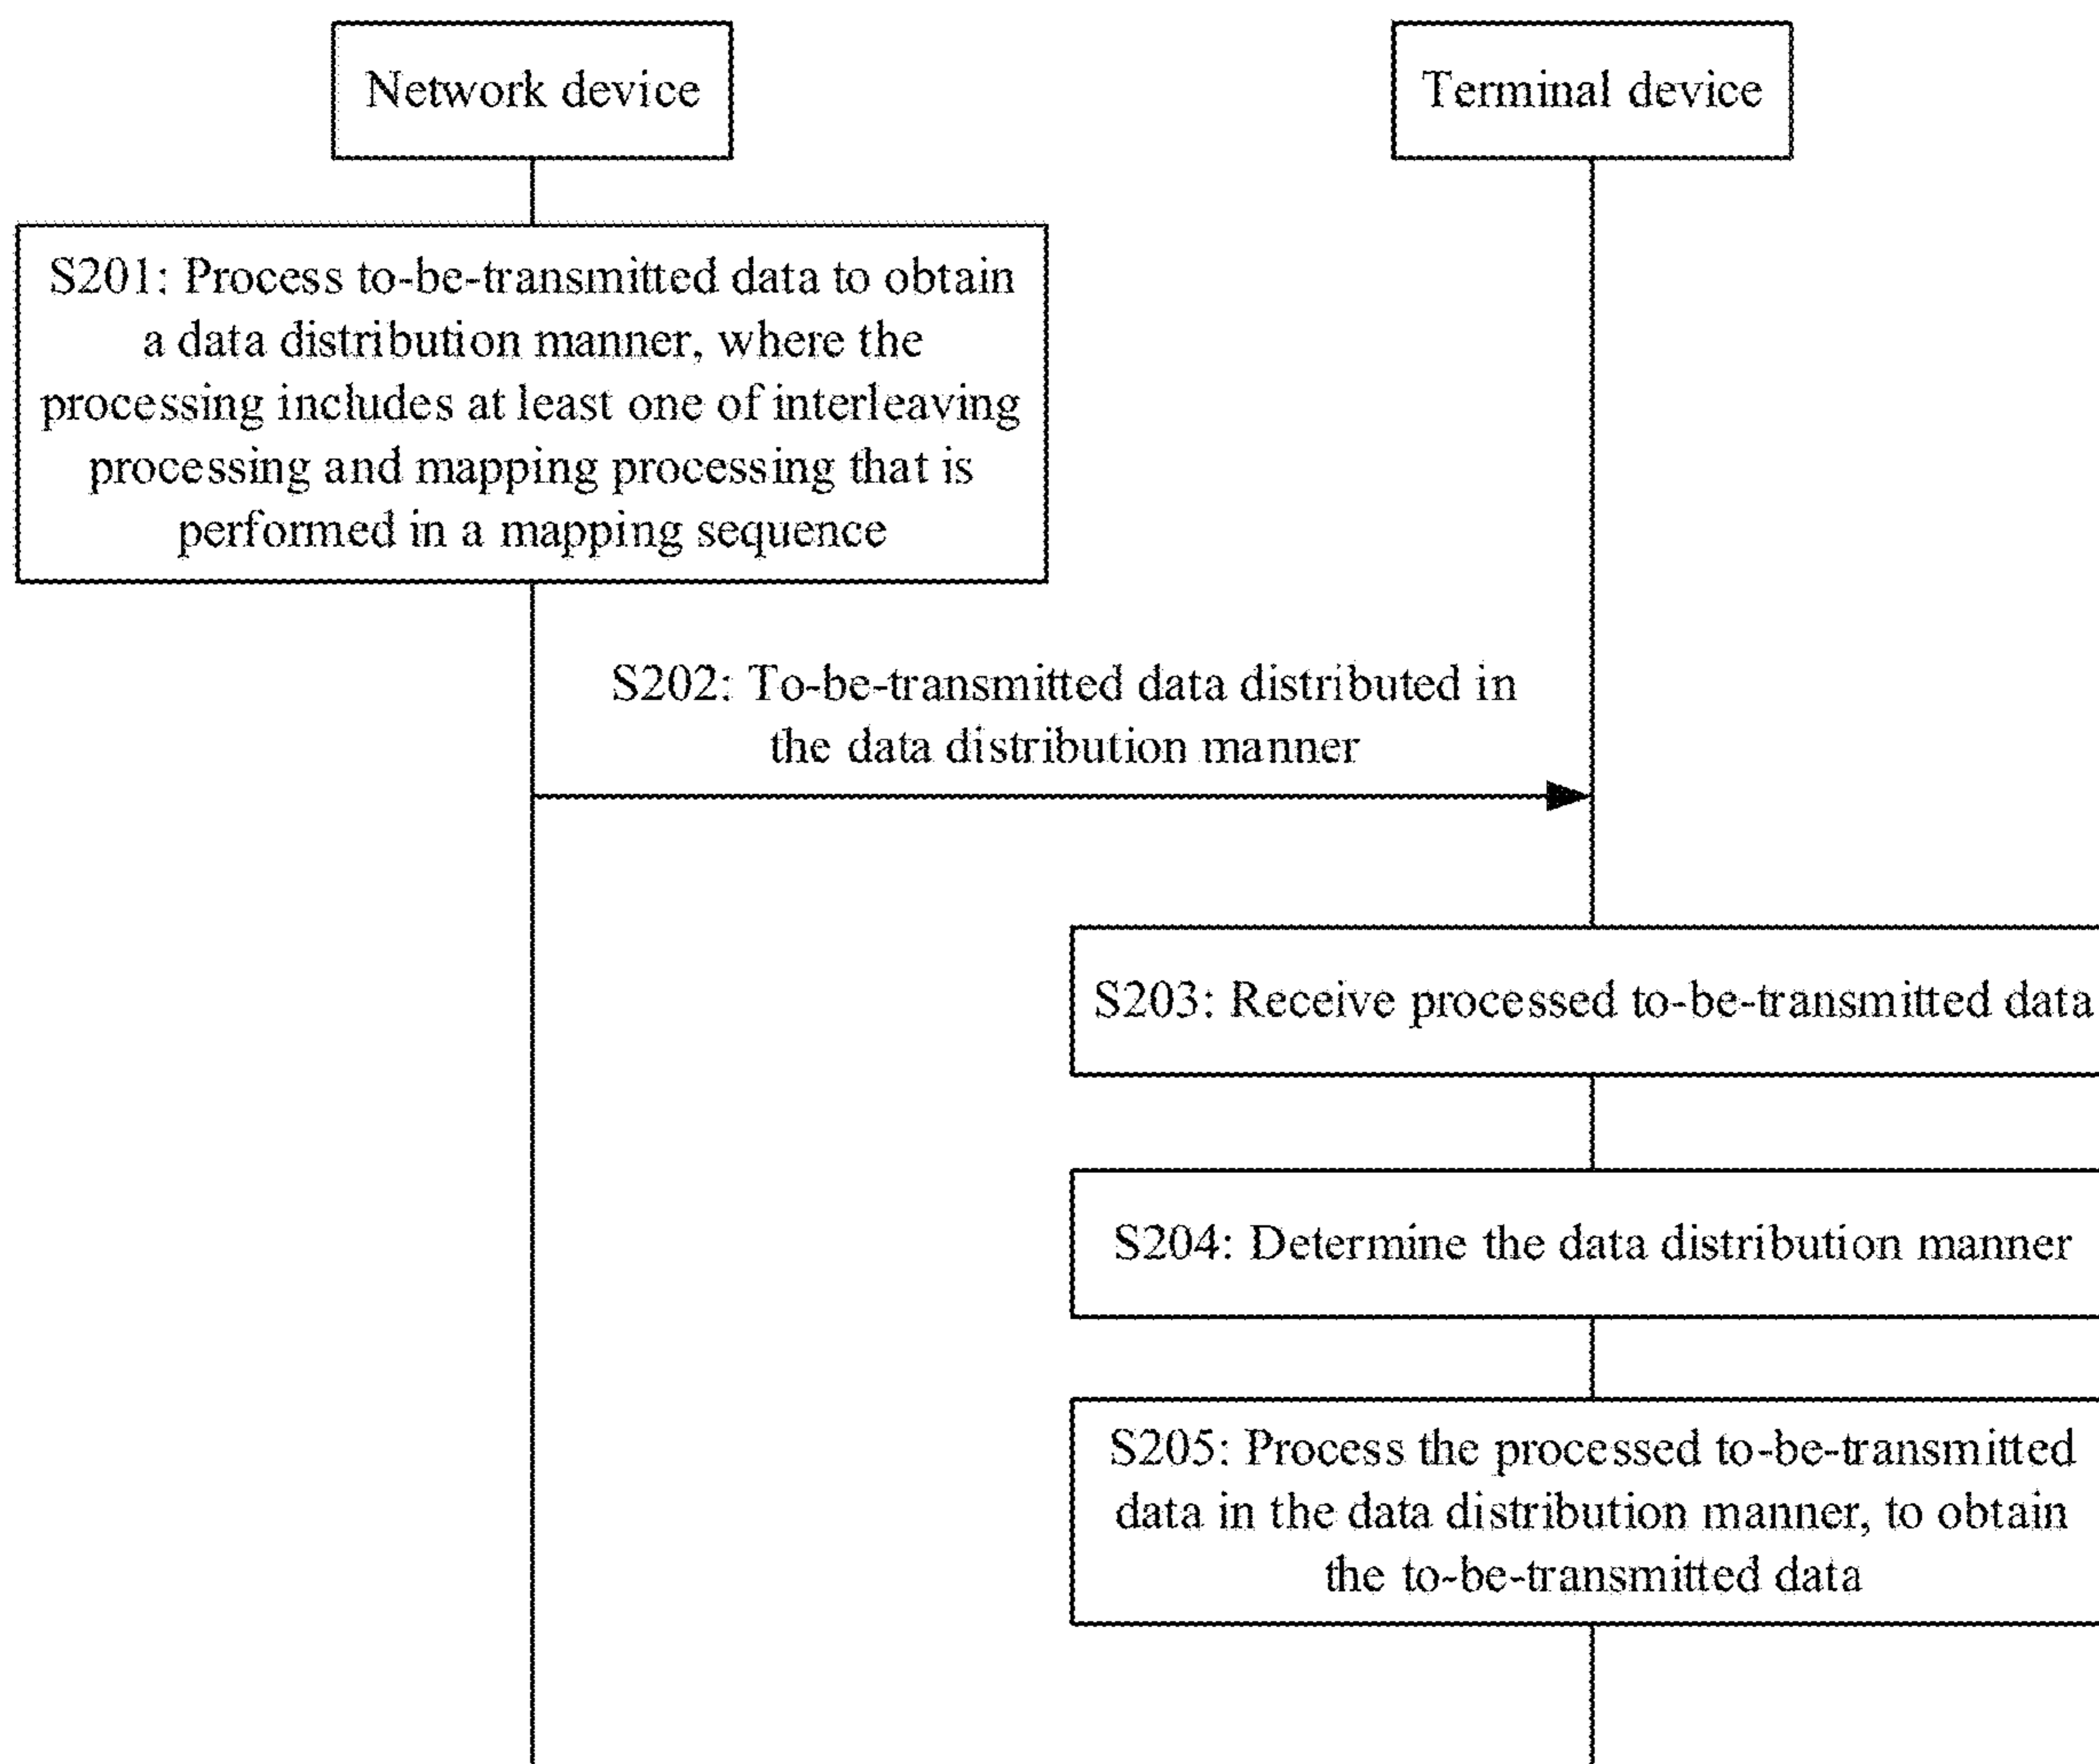 Network device
Terminal device
S201: Process to-be-transmitted data to obtain
a data distribution manner, where the
processing includes at least one of interleaving
processing and mapping processing that is
performed in a mapping sequence
S202: To-be-transmitted data distributed in
the data distribution manner
S203: Receive processed to-be-transmitted data
S204: Determine the data distribution manner
S205: Process the processed to-be-transmitted
data in the data distribution manner, to obtain
the to-be-transmitted data